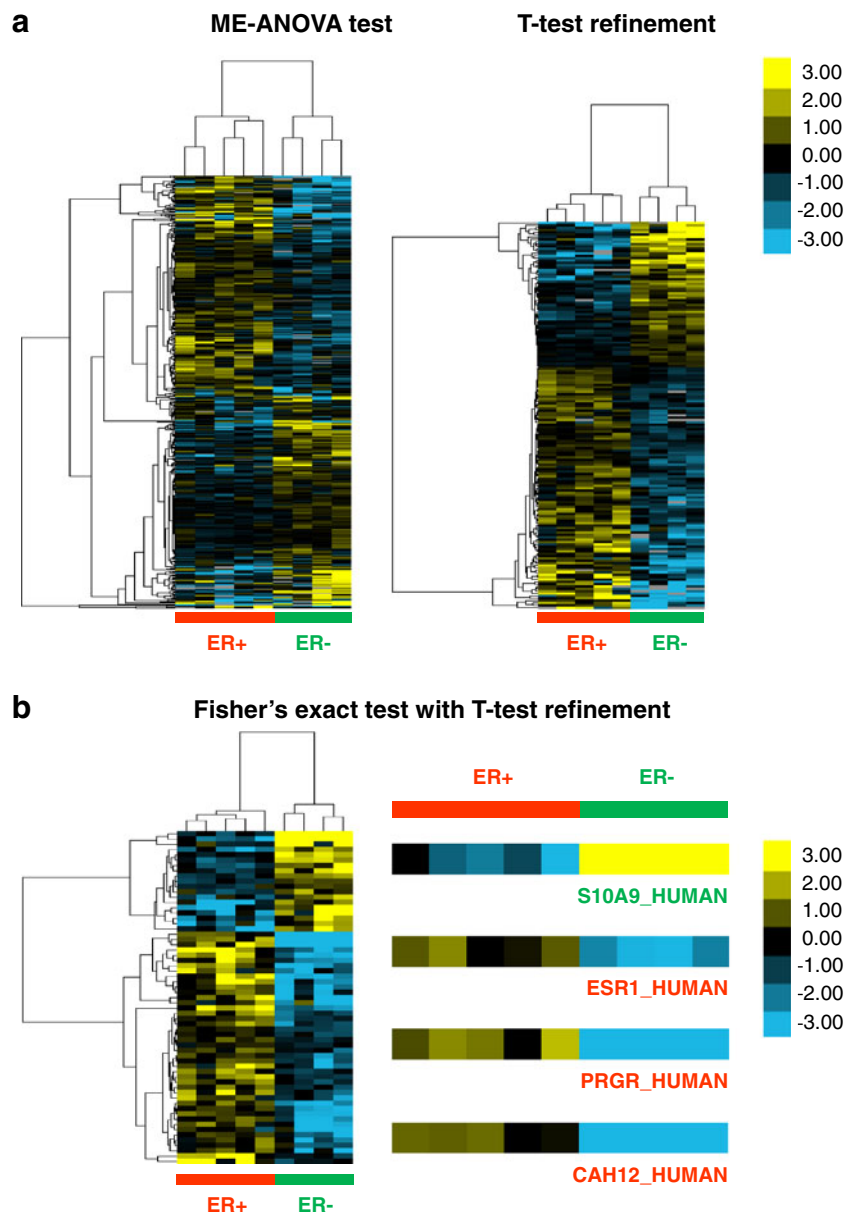 a
ME-ANOVA test
T-test refinement
3.00
2.00
1.00
0.00
-1.00
-2.00
-3.00
ER+
ER-
ER+
ER-
b
Fisher's exact test with T-test refinement
ER+
ER-
S10A9_HUMAN
ESR1_HUMAN
PRGR_HUMAN
CAH12_HUMAN
3.00
2.00
1.00
0.00
-1.00
-2.00
-3.00
ER+
ER-